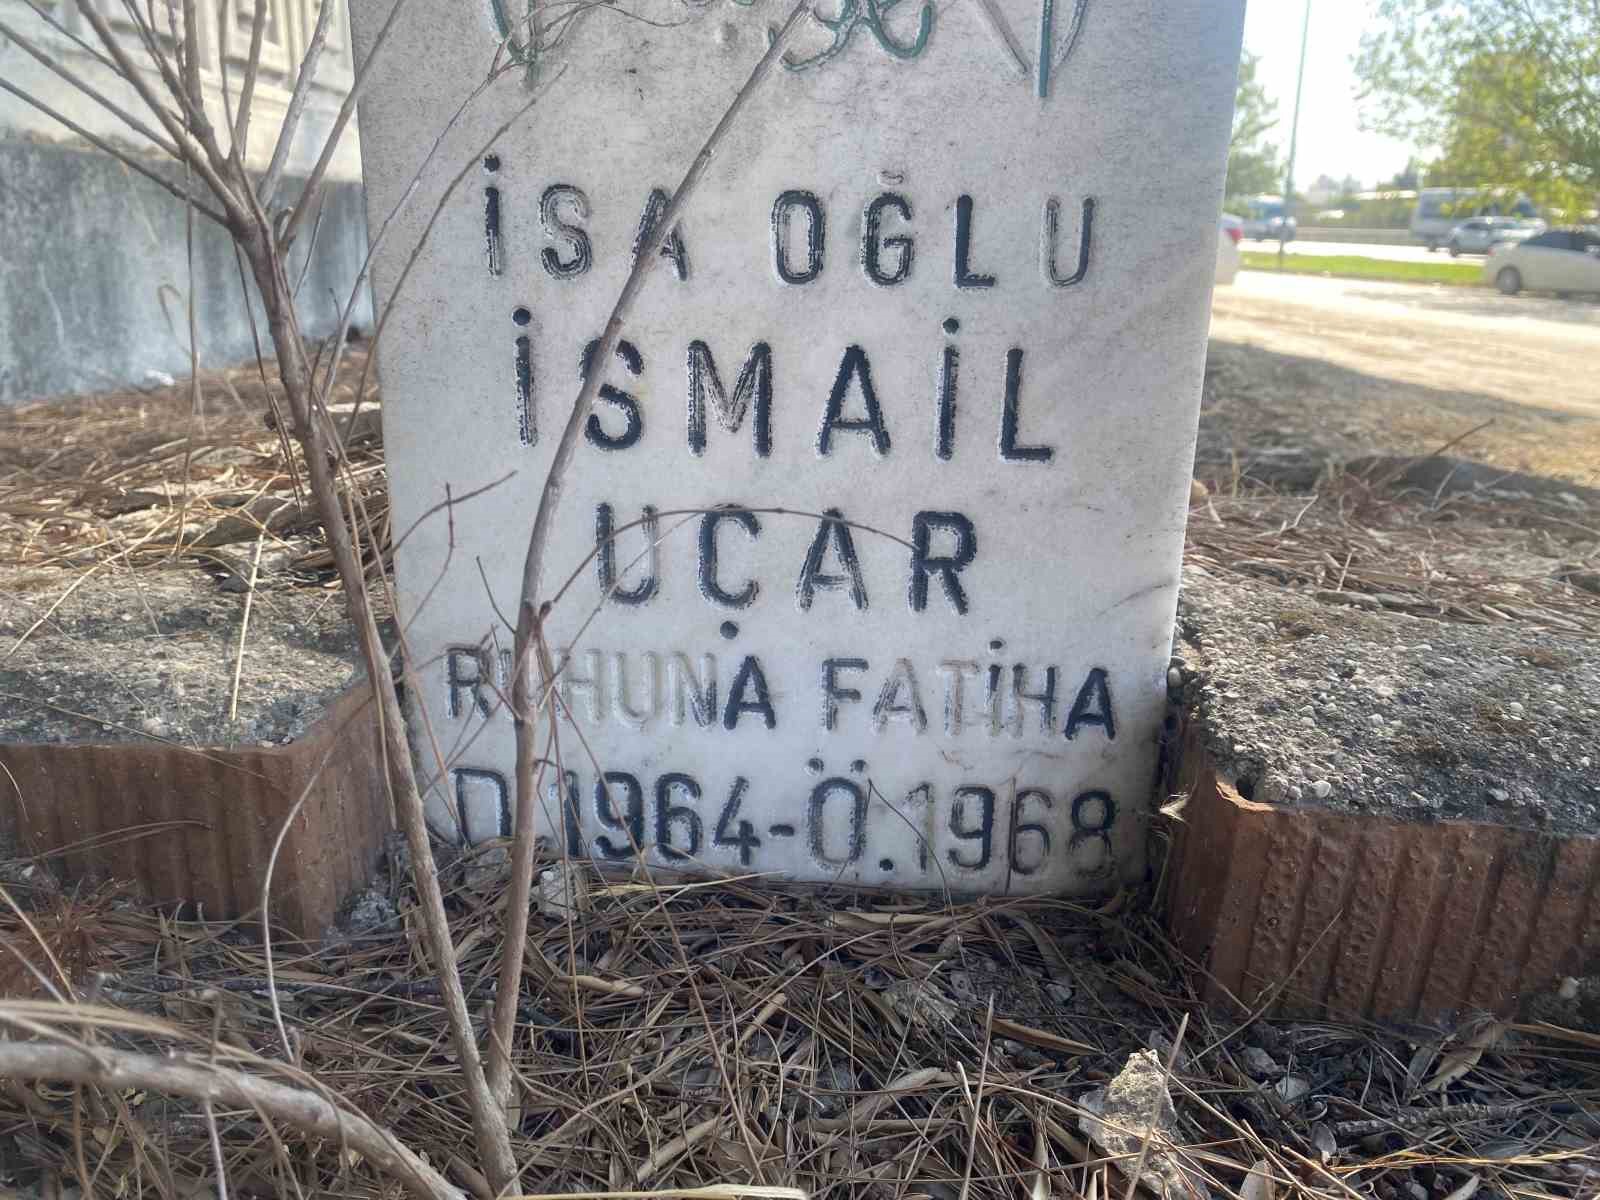 İSA OĞLU
İSMAİL
UÇAR
RUHUNA FATİHA
D.1964-Ö.1968